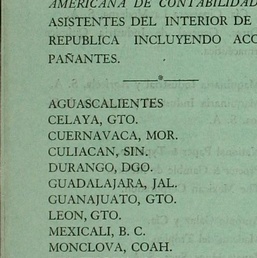 AMERICANA DE CONTABILIDAD
ASISTENTES DEL INTERIOR DE
REPUBLICA INCLUYENDO ACO
PAÑANTES.
AGUASCALIENTES
CELAYA, GTO.
CUERNAVACA, MOR.
CULIACAN, SIN.
DURANGO, DGO.
GUADALAJARA, JAL.
GUANAJUATO, GTO.
LEON, GTO.
MEXICALI, B. C.
MONCLOVA, COAH.